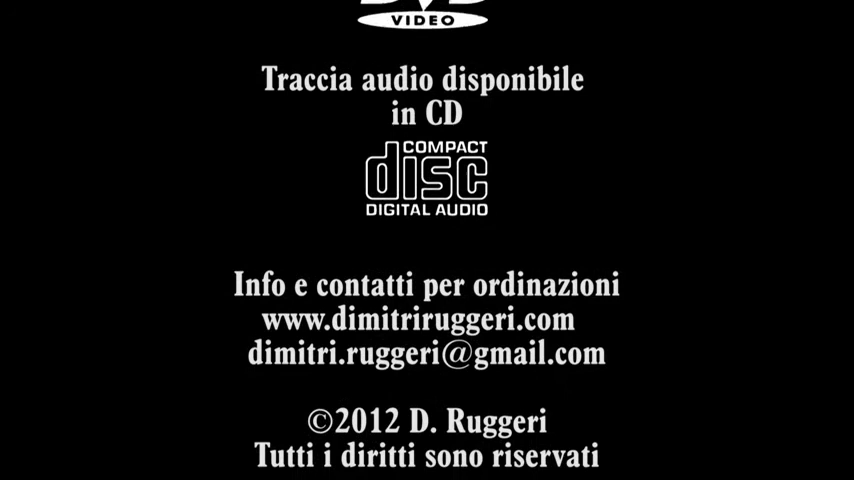 DVD
VIDEO
Traccia audio disponibile
in CD
COMPACT
disc
DIGITAL AUDIO
Info e contatti per ordinazioni
www.dimitriruggeri.com
dimitri.ruggeri@gmail.com
©2012 D. Ruggeri
Tutti i diritti sono riservati